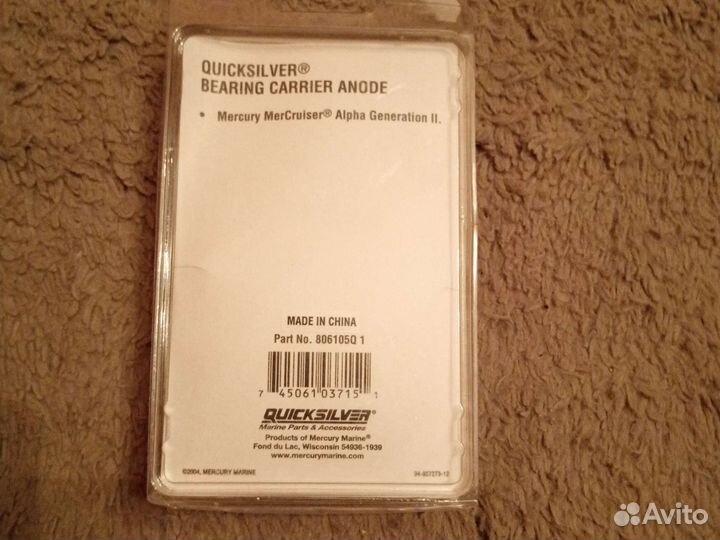 QUICKSILVER®
BEARING CARRIER ANODE
• Mercury MerCruiser® Alpha Generation II.
MADE IN CHINA
Part No. 806105Q 1
7 45061 03715 1
QUICKSILVER®
Marine Parts & Accessories
Products of Mercury Marine®
Fond du Lac, Wisconsin 54936-1939
www.mercurymarine.com
©2004, MERCURY MARINE
Avito